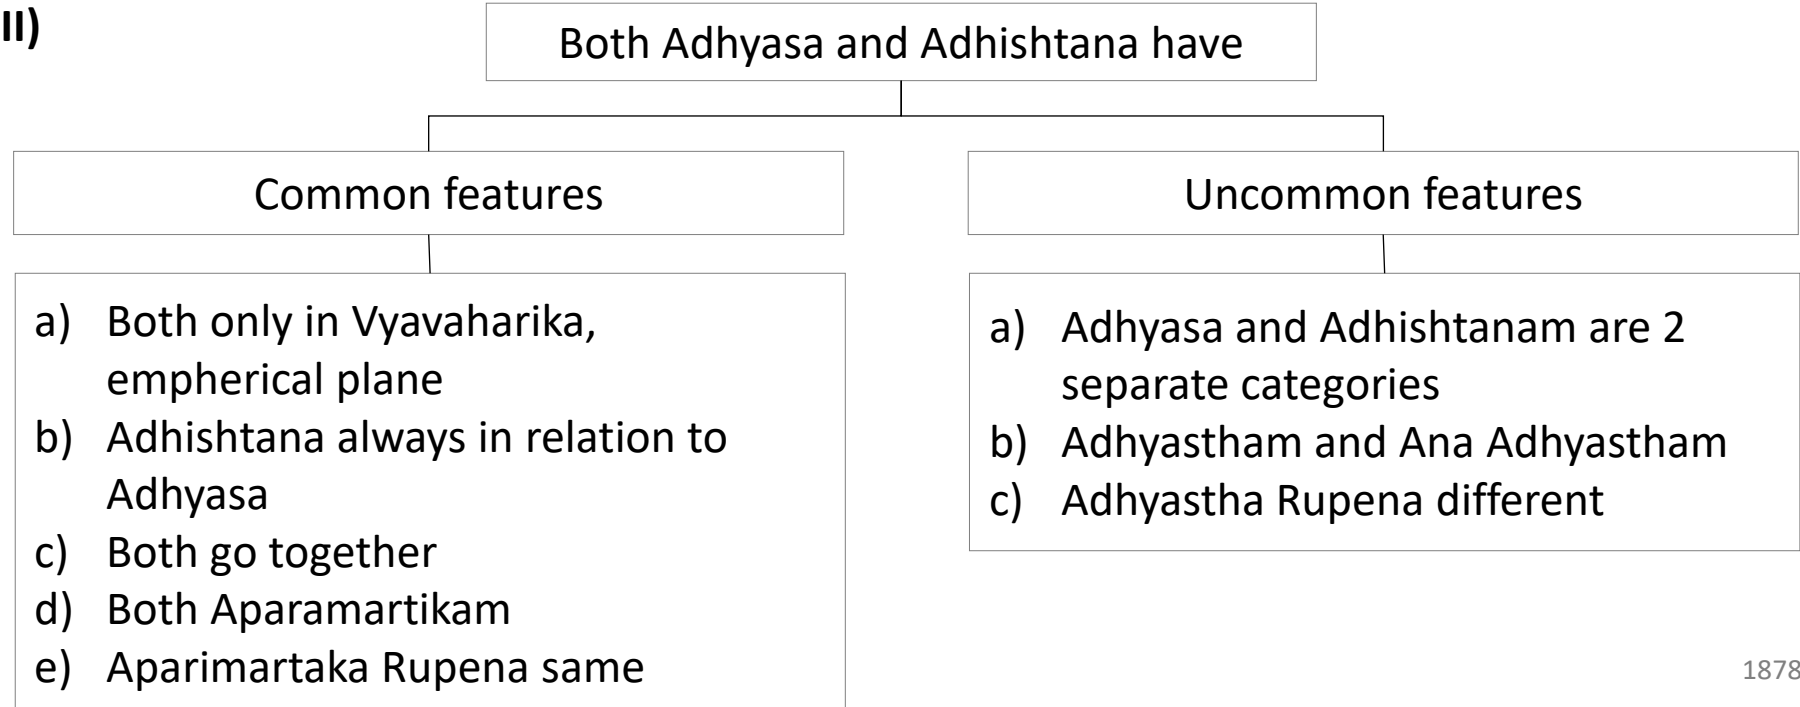 II)
Both Adhyasa and Adhishtana have
Common features
a) Both only in Vyavaharika,
empherical plane
b) Adhishtana always in relation to
Adhyasa
c) Both go together
d) Both Aparamartikam
e) Aparimartaka Rupena same
Uncommon features
a) Adhyasa and Adhishtanam are 2
separate categories
b) Adhyastham and Ana Adhyastham
c) Adhyastha Rupena different
1878